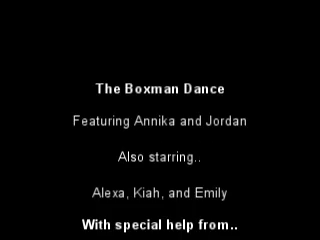 The Boxman Dance
Featuring Annika and Jordan
Also starring..
Alexa, Kiah, and Emily
With special help from..